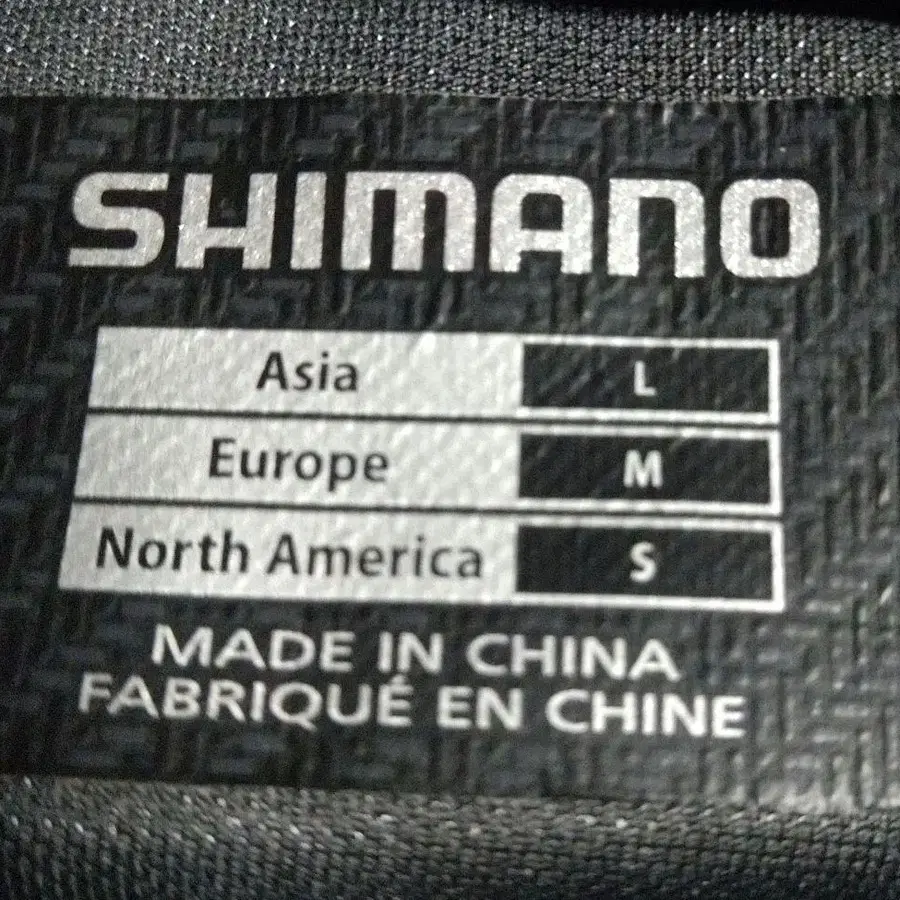 SHIMANO
Asia L
Europe M
North America S
MADE IN CHINA
FABRIQUÉ EN CHINE